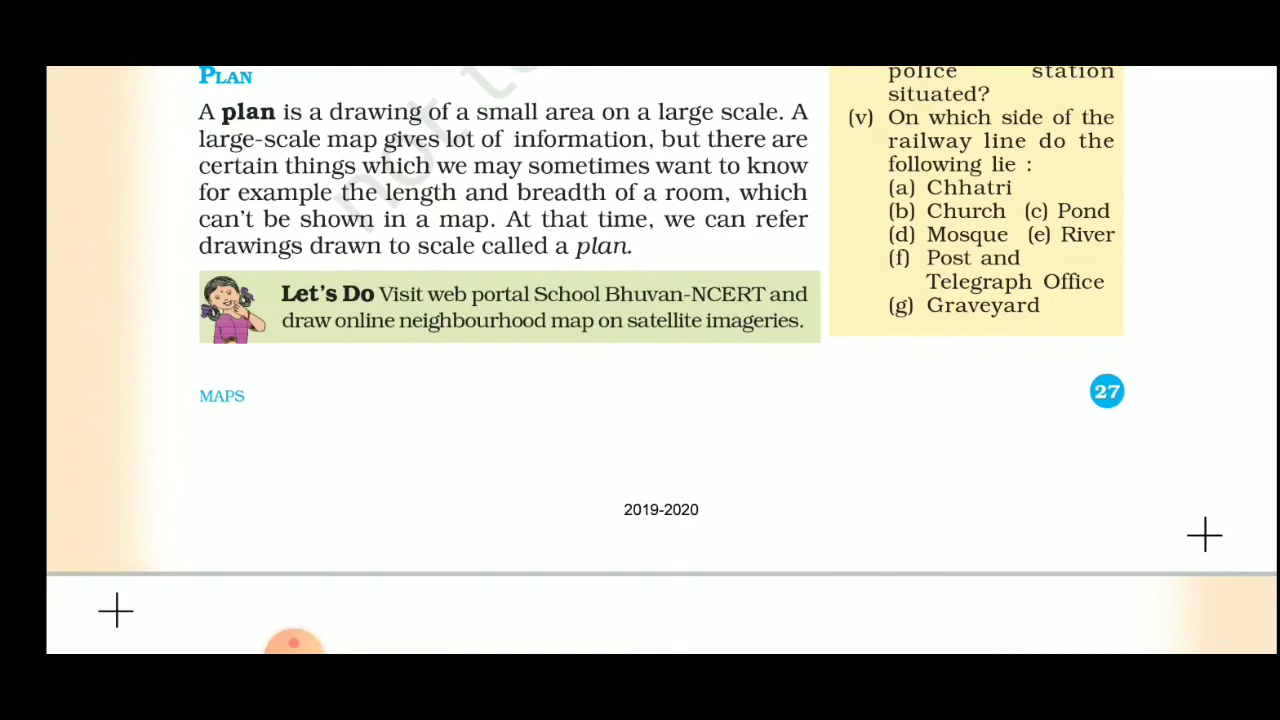 PLAN
A plan is a drawing of a small area on a large scale. A
large-scale map gives lot of information, but there are
certain things which we may sometimes want to know
for example the length and breadth of a room, which
can't be shown in a map. At that time, we can refer
drawings drawn to scale called a plan.
Let's Do Visit web portal School Bhuvan-NCERT and
draw online neighbourhood map on satellite imageries.
police station
situated?
(v) On which side of the
railway line do the
following lie :
(a) Chhatri
(b) Church (c) Pond
(d) Mosque (e) River
(f) Post and
Telegraph Office
(g) Graveyard
MAPS
27
2019-2020